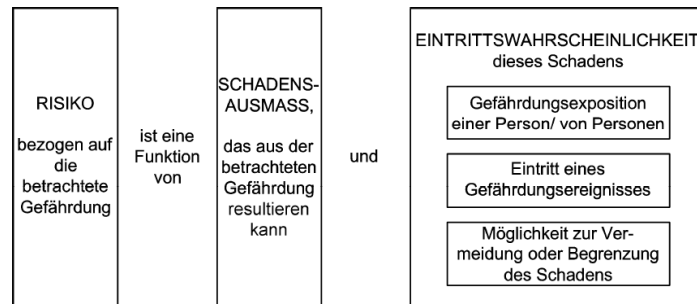 RISIKO
bezogen auf
die
betrachtete
Gefährdung
ist eine
Funktion
von
SCHADENS-
AUSMASS,
das aus der
betrachteten
Gefährdung
resultieren
kann
und
EINTRITTSWAHRSCHEINLICHKEIT
dieses Schadens
Gefährdungsexposition
einer Person/ von Personen
Eintritt eines
Gefährdungsereignisses
Möglichkeit zur Ver-
meidung oder Begrenzung
des Schadens